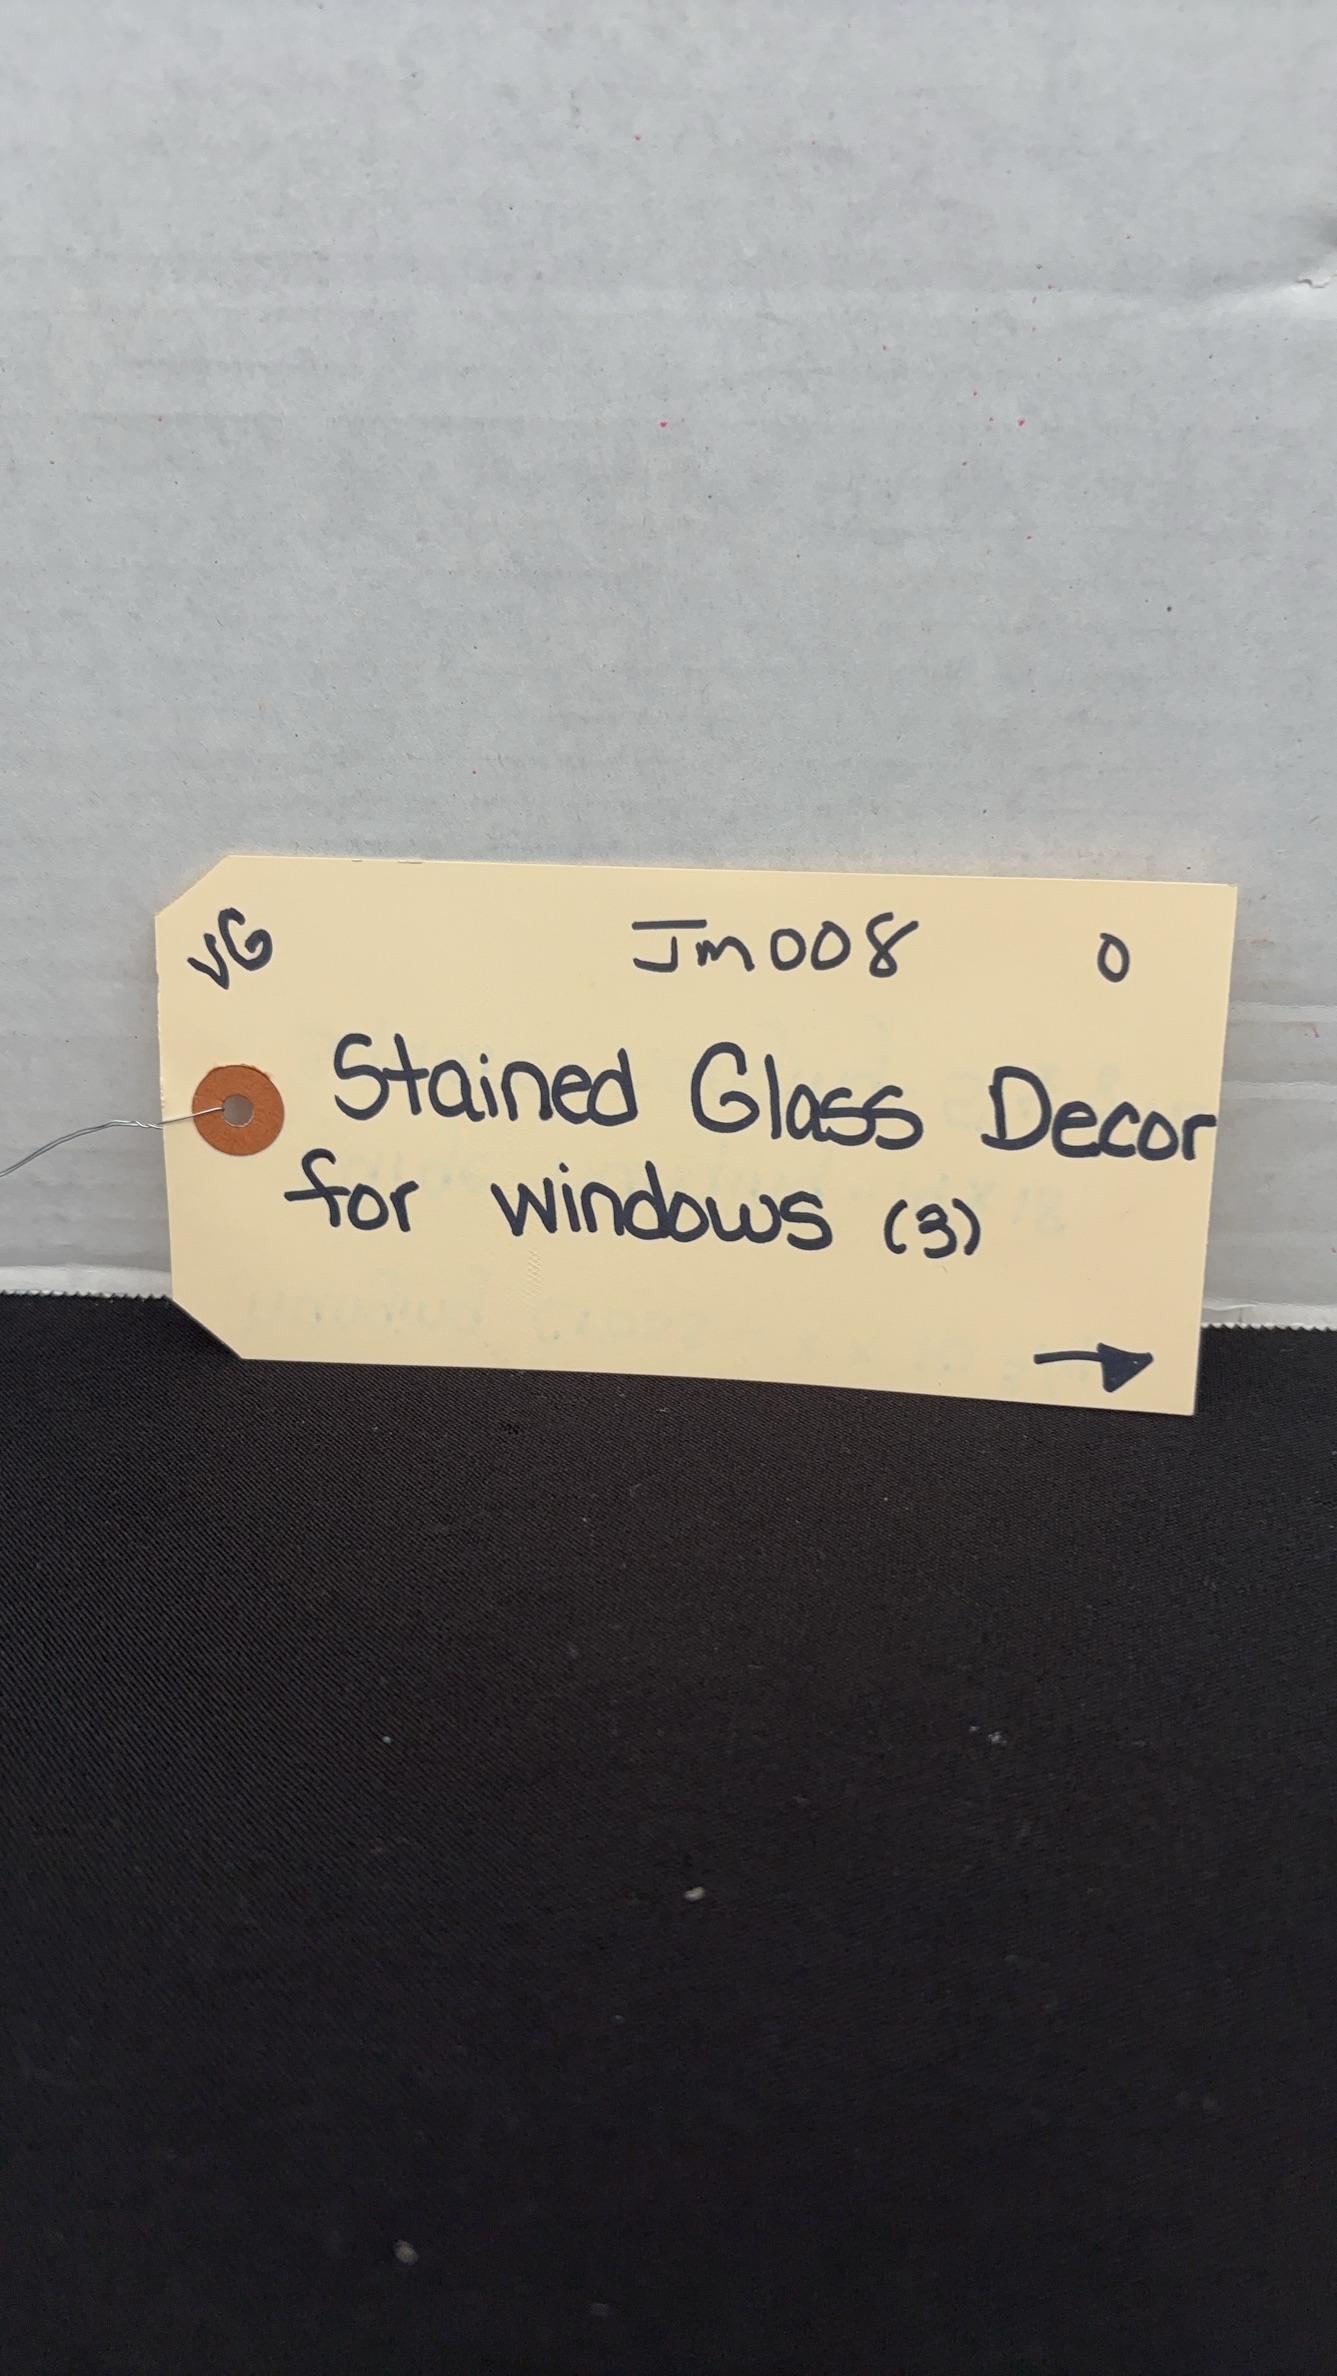 VG Jm008 0
Stained Glass Decor
for windows (3)
→